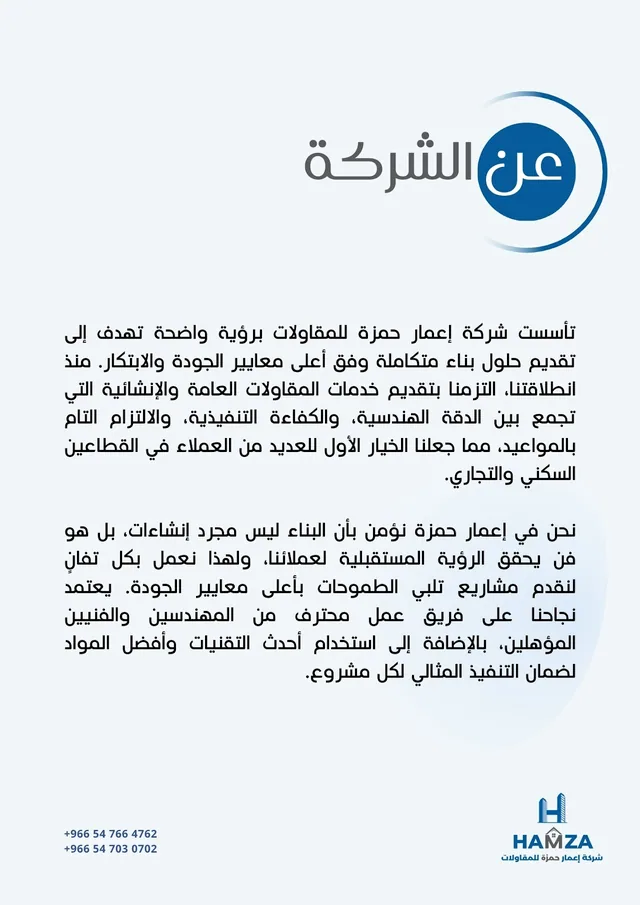 عن الشركة
تأسست شركة إعمار حمزة للمقاولات برؤية واضحة تهدف إلى
تقديم حلول بناء متكاملة وفق أعلى معايير الجودة والابتكار. منذ
انطلاقتنا، التزمنا بتقديم خدمات المقاولات العامة والإنشائية التي
تجمع بين الدقة الهندسية، والكفاءة التنفيذية، والالتزام التام
بالمواعيد، مما جعلنا الخيار الأول للعديد من العملاء في القطاعين
السكني والتجاري.
نحن في إعمار حمزة نؤمن بأن البناء ليس مجرد إنشاءات، بل هو
فن يحقق الرؤية المستقبلية لعملائنا، ولهذا نعمل بكل تفانٍ
لنقدم مشاريع تلبي الطموحات بأعلى معايير الجودة. يعتمد
نجاحنا على فريق عمل محترف من المهندسين والفنيين
المؤهلين، بالإضافة إلى استخدام أحدث التقنيات وأفضل المواد
لضمان التنفيذ المثالي لكل مشروع.
HAMZA
شركة إعمار حمزة للمقاولات
+966 54 766 4762
+966 54 703 0702